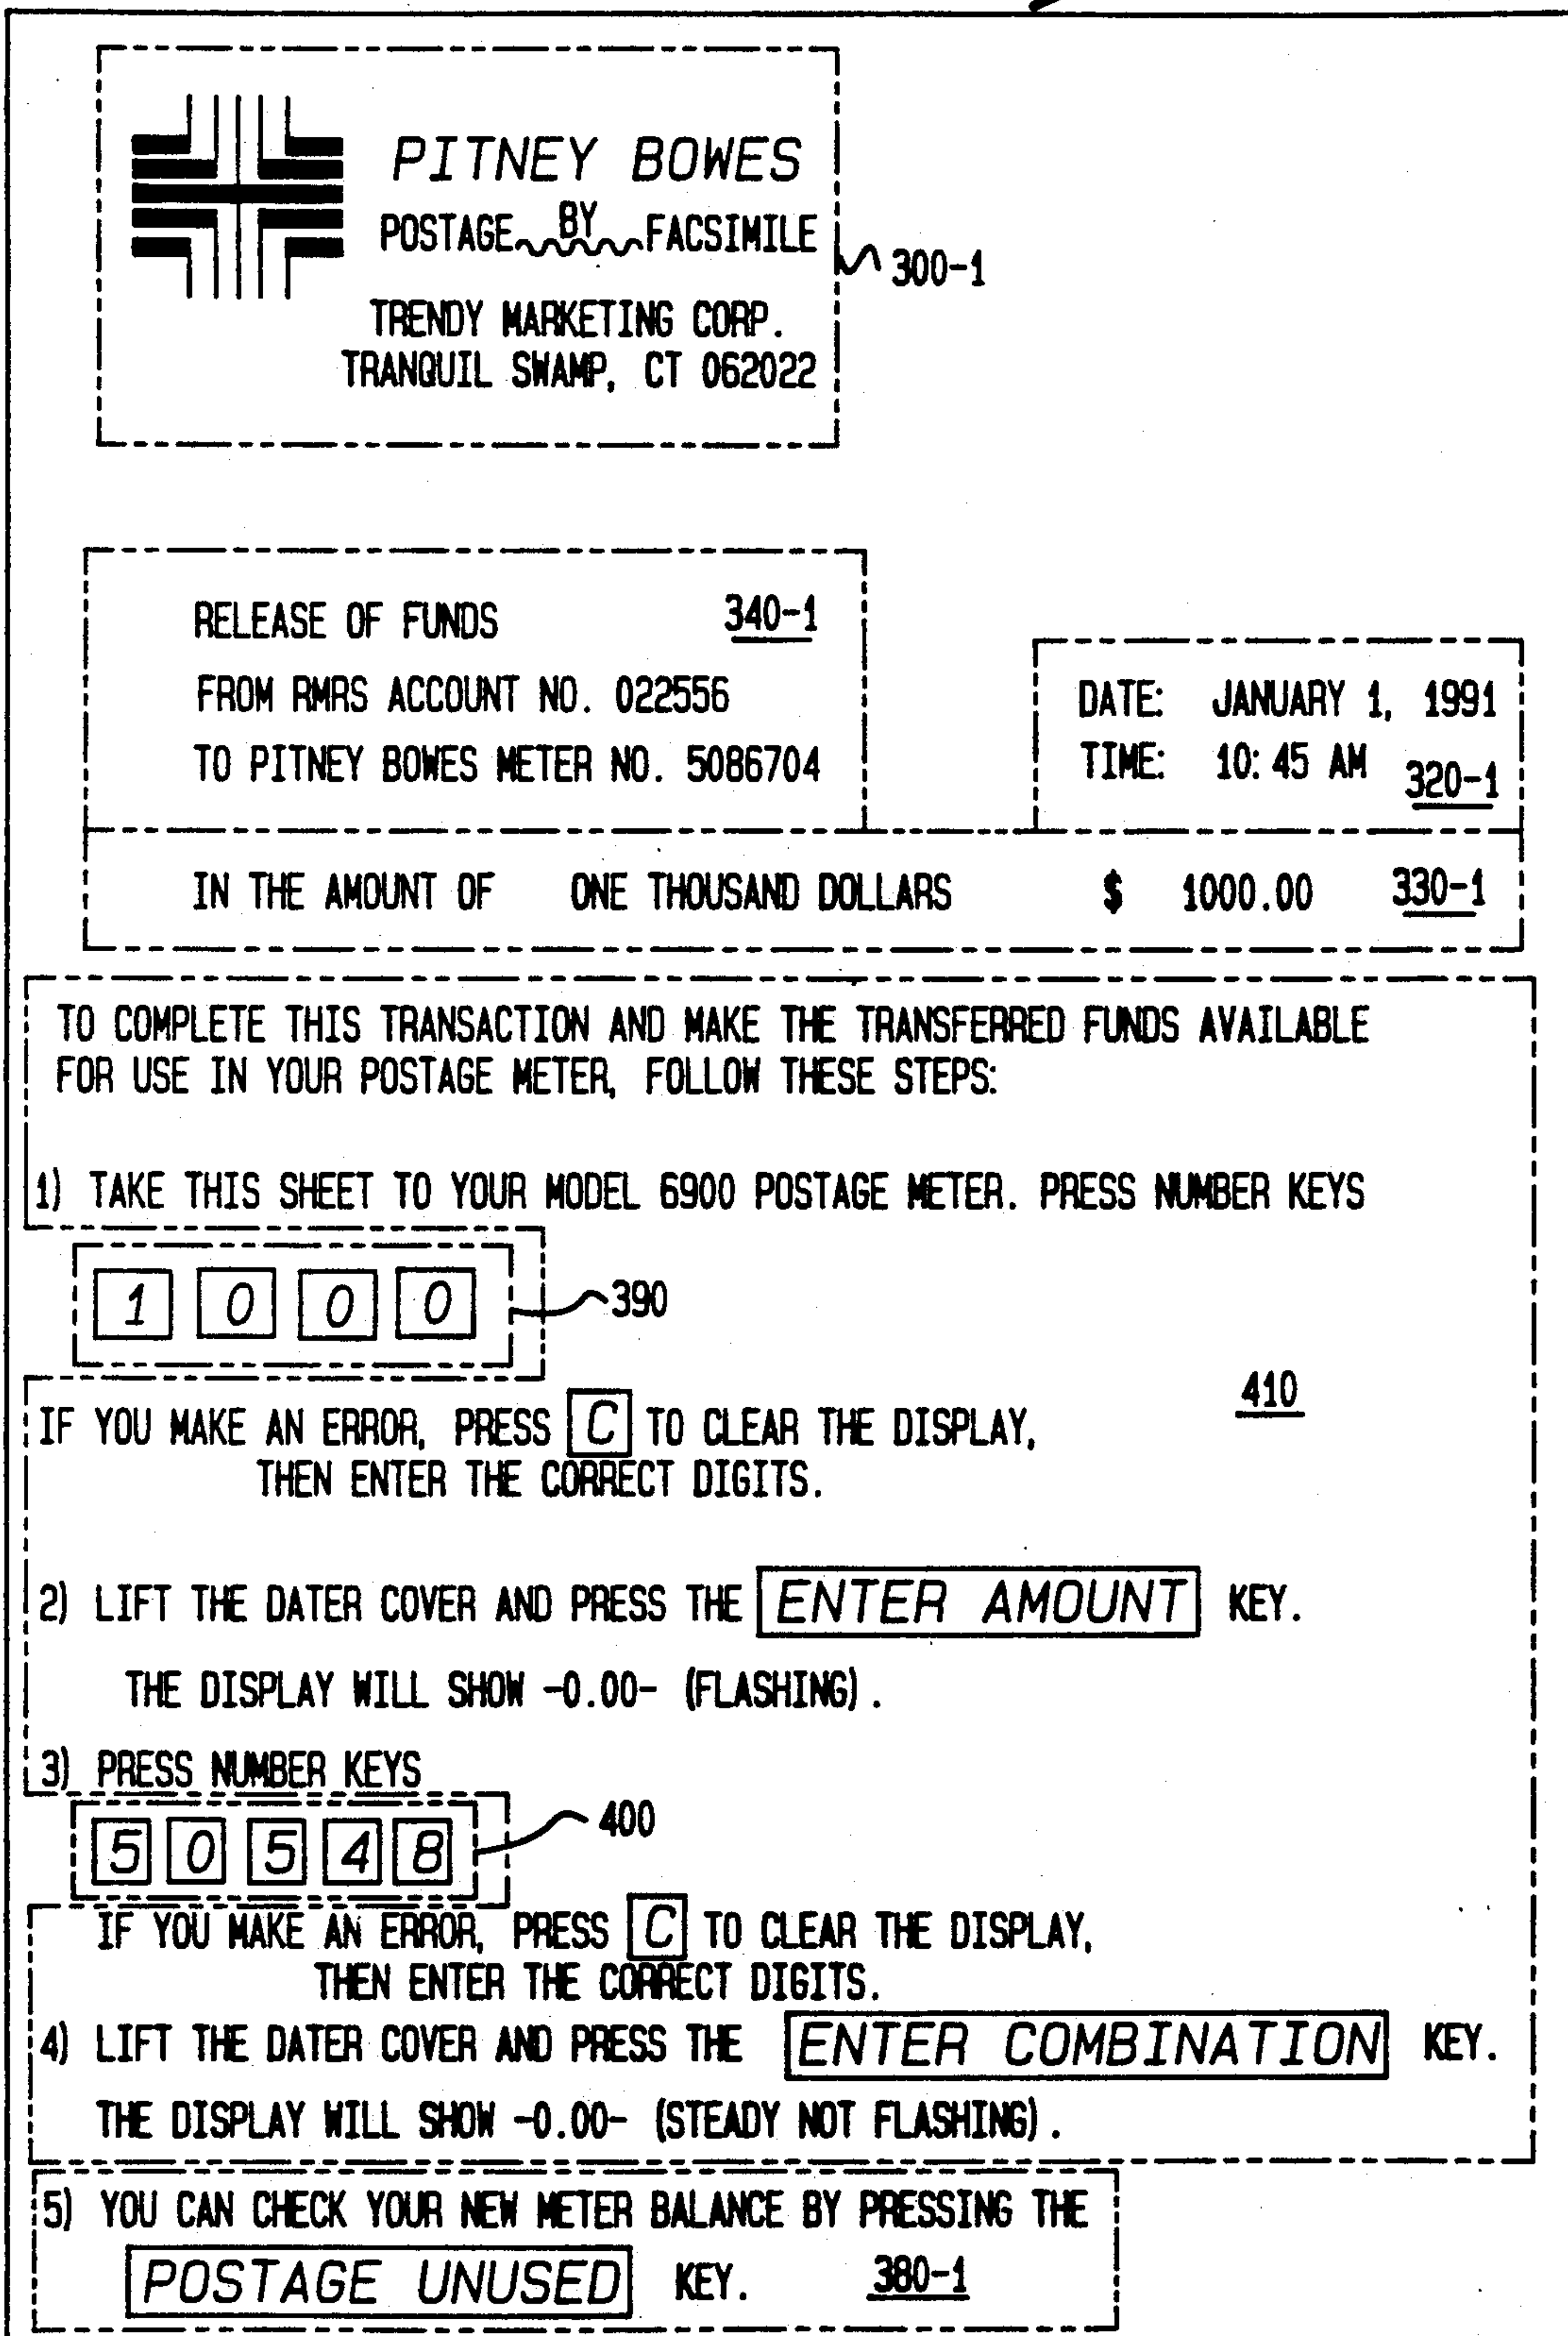 PITNEY BOWES
POSTAGE BY FACSIMILE
300-1
TRENDY MARKETING CORP.
TRANQUIL SWAMP, CT 062022
RELEASE OF FUNDS 340-1
FROM RMRS ACCOUNT NO. 022556
TO PITNEY BOWES METER NO. 5086704
DATE: JANUARY 1, 1991
TIME: 10:45 AM 320-1
IN THE AMOUNT OF ONE THOUSAND DOLLARS $ 1000.00 330-1
TO COMPLETE THIS TRANSACTION AND MAKE THE TRANSFERRED FUNDS AVAILABLE
FOR USE IN YOUR POSTAGE METER, FOLLOW THESE STEPS:
1) TAKE THIS SHEET TO YOUR MODEL 6900 POSTAGE METER. PRESS NUMBER KEYS
1 0 0 0 390
410
IF YOU MAKE AN ERROR, PRESS C TO CLEAR THE DISPLAY,
THEN ENTER THE CORRECT DIGITS.
2) LIFT THE DATER COVER AND PRESS THE ENTER AMOUNT KEY.
THE DISPLAY WILL SHOW -0.00- (FLASHING).
3) PRESS NUMBER KEYS
5 0 5 4 8 400
IF YOU MAKE AN ERROR, PRESS C TO CLEAR THE DISPLAY,
THEN ENTER THE CORRECT DIGITS.
4) LIFT THE DATER COVER AND PRESS THE ENTER COMBINATION KEY.
THE DISPLAY WILL SHOW -0.00- (STEADY NOT FLASHING).
5) YOU CAN CHECK YOUR NEW METER BALANCE BY PRESSING THE
POSTAGE UNUSED KEY. 380-1